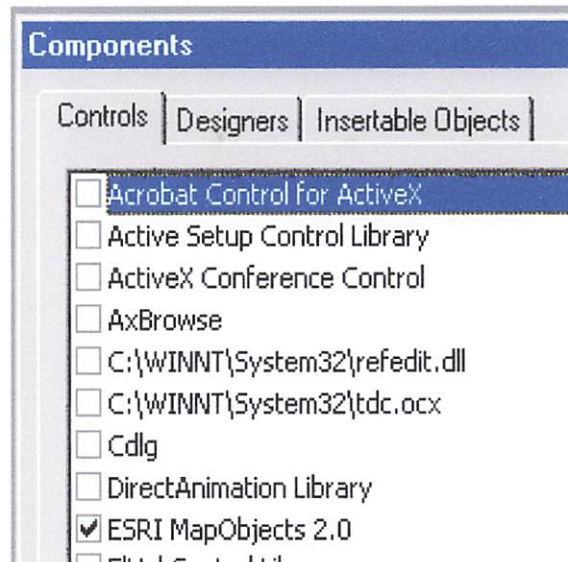 Components
Controls Designers Insertable Objects
Acrobat Control for ActiveX
Active Setup Control Library
ActiveX Conference Control
AxBrowse
C:\WINNT\System32\refedit.dll
C:\WINNT\System32\tdc.ocx
Cdlg
DirectAnimation Library
ESRI MapObjects 2.0